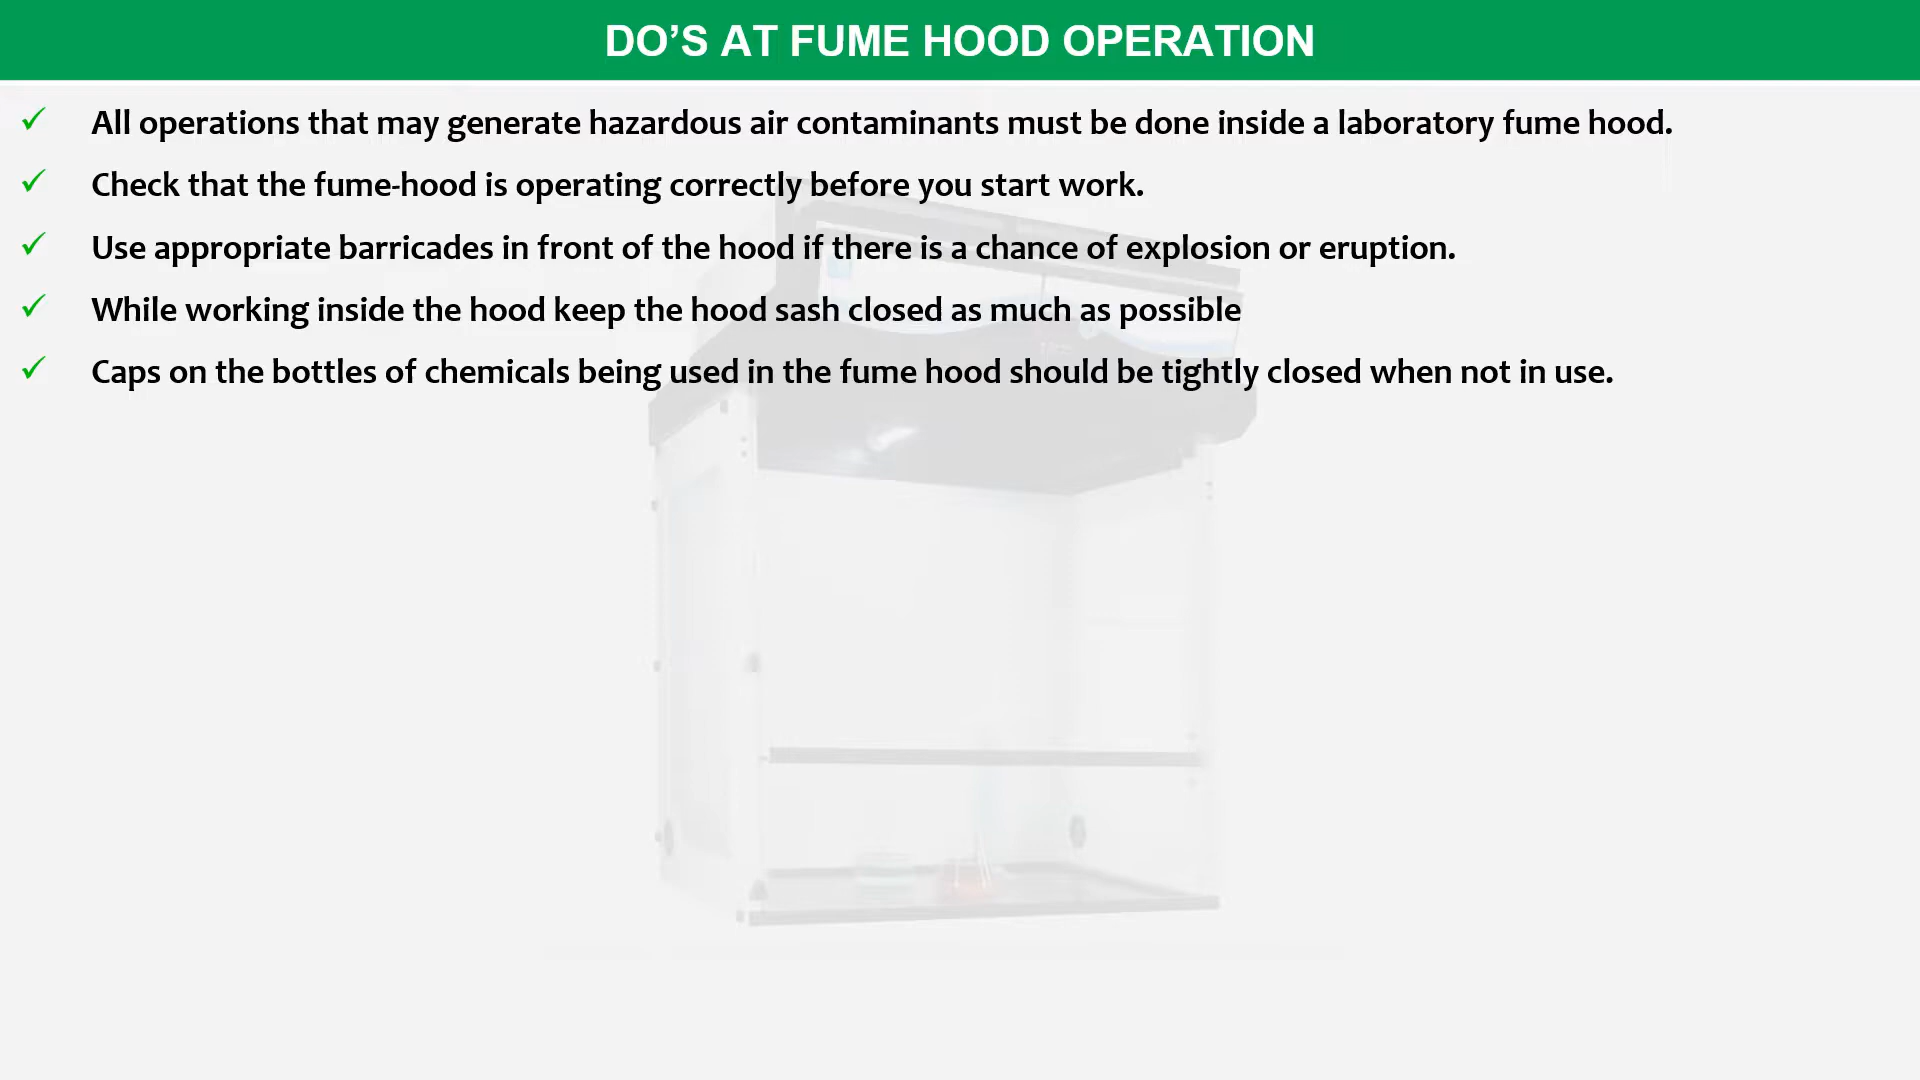 DO’S AT FUME HOOD OPERATION
✓ All operations that may generate hazardous air contaminants must be done inside a laboratory fume hood.
✓ Check that the fume-hood is operating correctly before you start work.
✓ Use appropriate barricades in front of the hood if there is a chance of explosion or eruption.
✓ While working inside the hood keep the hood sash closed as much as possible
✓ Caps on the bottles of chemicals being used in the fume hood should be tightly closed when not in use.